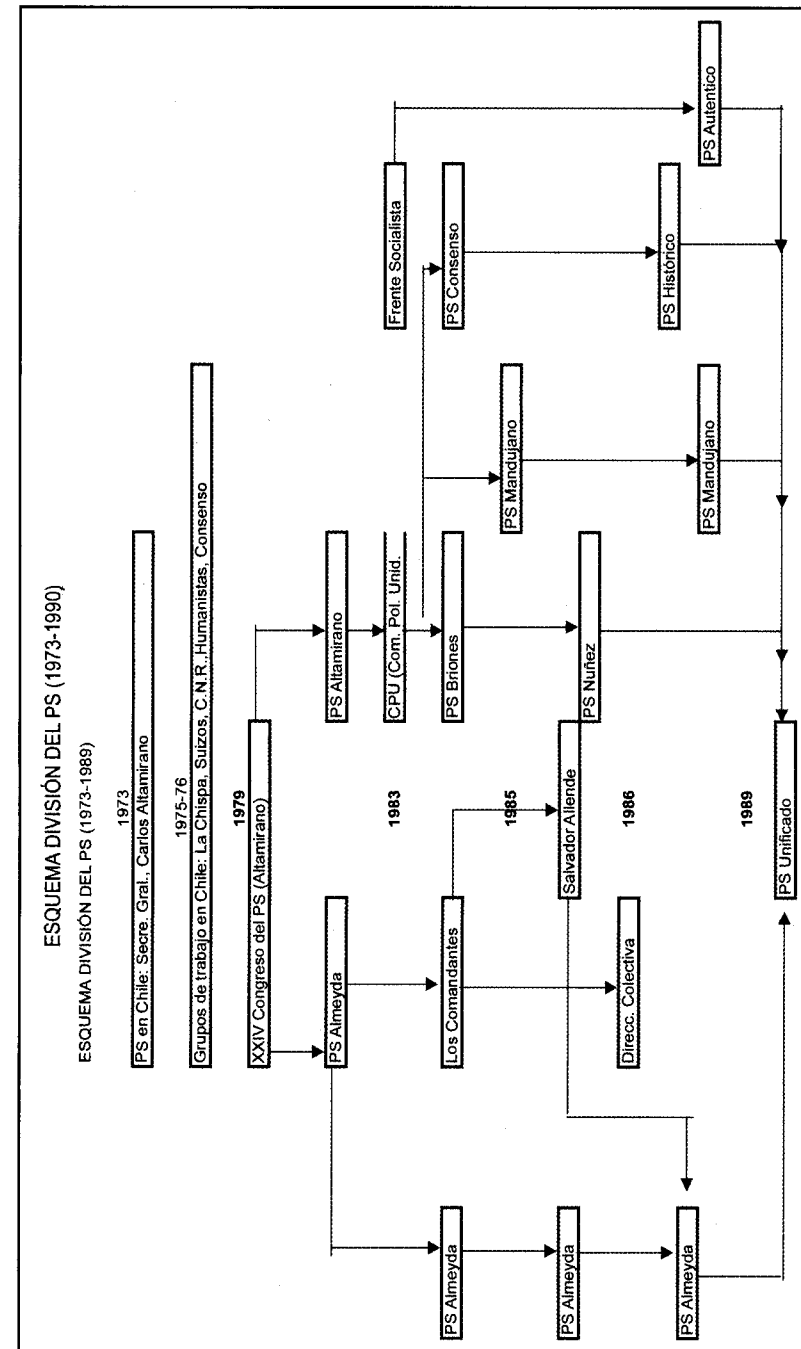 ESQUEMA DIVISIÓN DEL PS (1973-1990)
ESQUEMA DIVISIÓN DEL PS (1973-1989)
1973
PS en Chile: Secre. Gral., Carlos Altamirano
1975-76
Grupos de trabajo en Chile: La Chispa, Suizos, C.N.R.,Humanistas, Consenso
1979
XXIV Congreso del PS (Altamirano)
PS Almeyda
PS Altamirano
1983
CPU (Com. Pol. Unid.
Frente Socialista
PS Almeyda
Los Comandantes
PS Briones
PS Consenso
1985
PS Mandujano
PS Almeyda
Salvador Allende
PS Nuñez
1986
Direcc. Colectiva
PS Histórico
PS Almeyda
1989
PS Mandujano
PS Autentico
PS Unificado